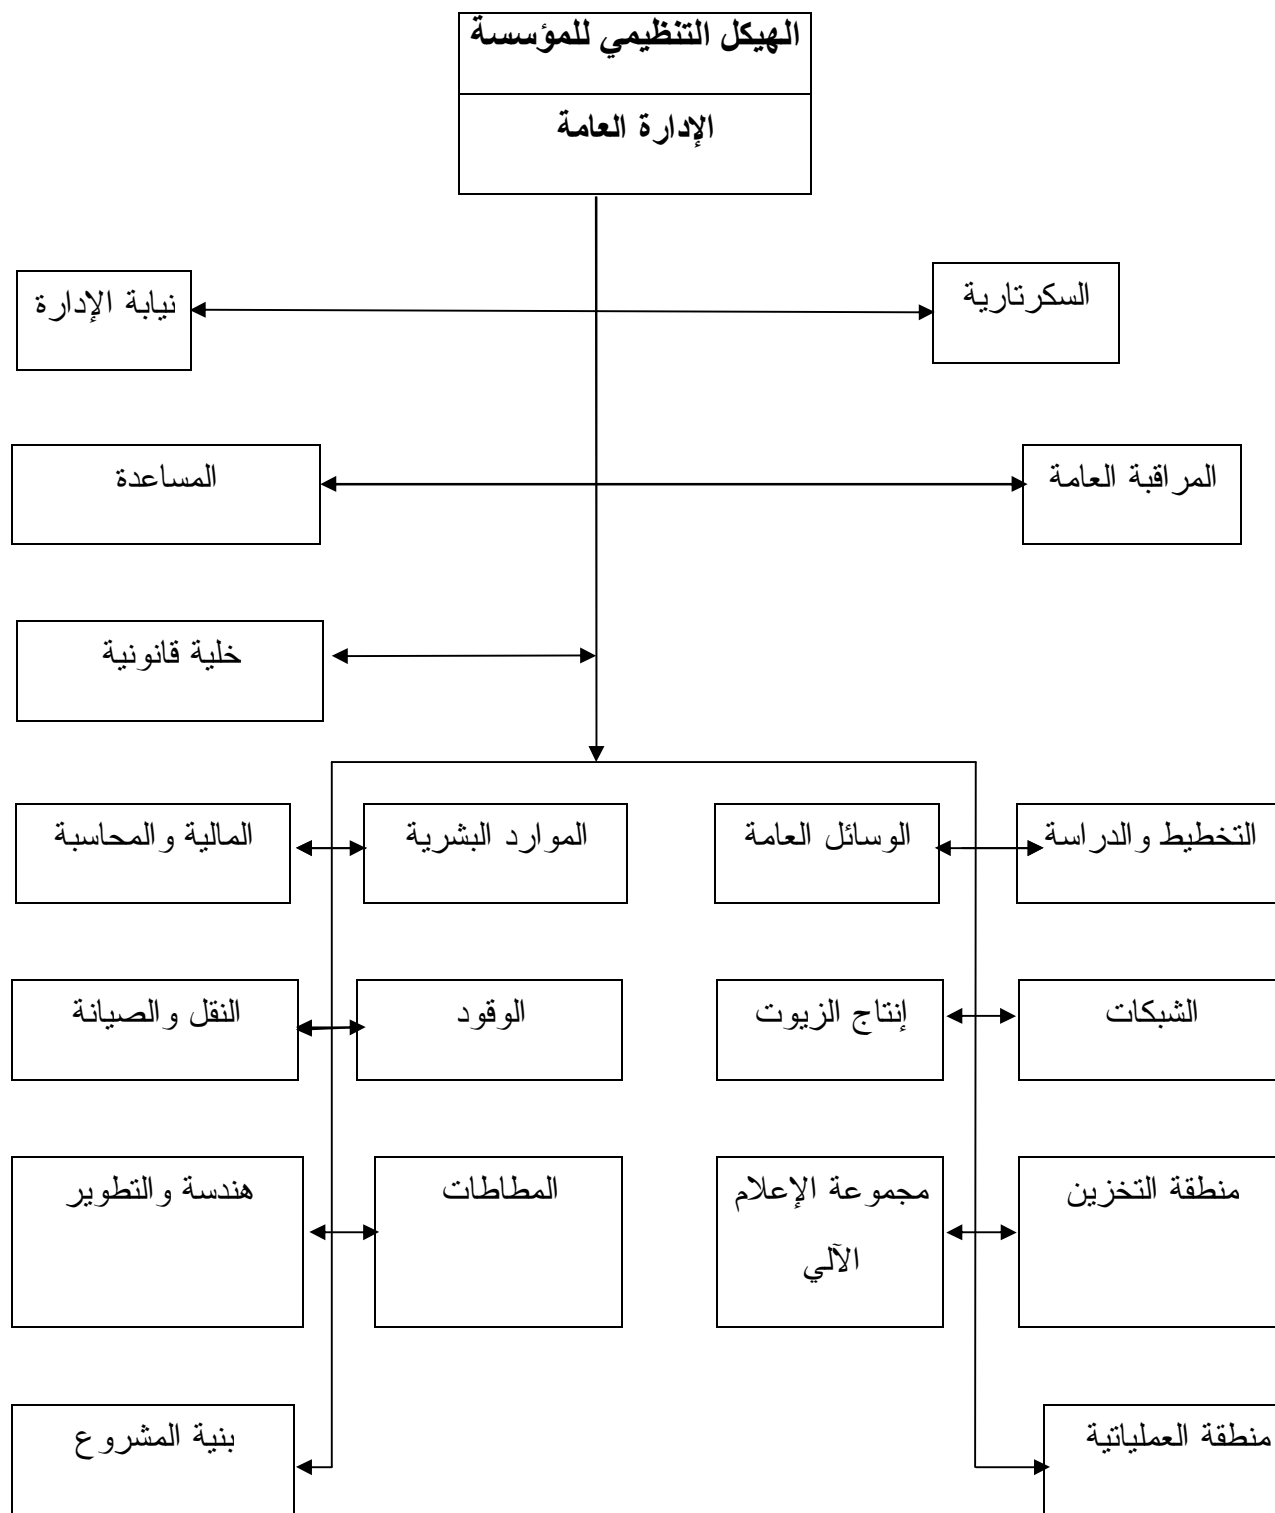 الهيكل التنظيمي للمؤسسة
الإدارة العامة
السكرتارية
نيابة الإدارة
المراقبة العامة
المساعدة
خلية قانونية
التخطيط والدراسة
الوسائل العامة
الموارد البشرية
المالية والمحاسبة
الشبكات
إنتاج الزيوت
الوقود
النقل والصيانة
منطقة التخزين
مجموعة الإعلام
الآلي
المطاطات
هندسة والتطوير
منطقة العملياتية
بنية المشروع